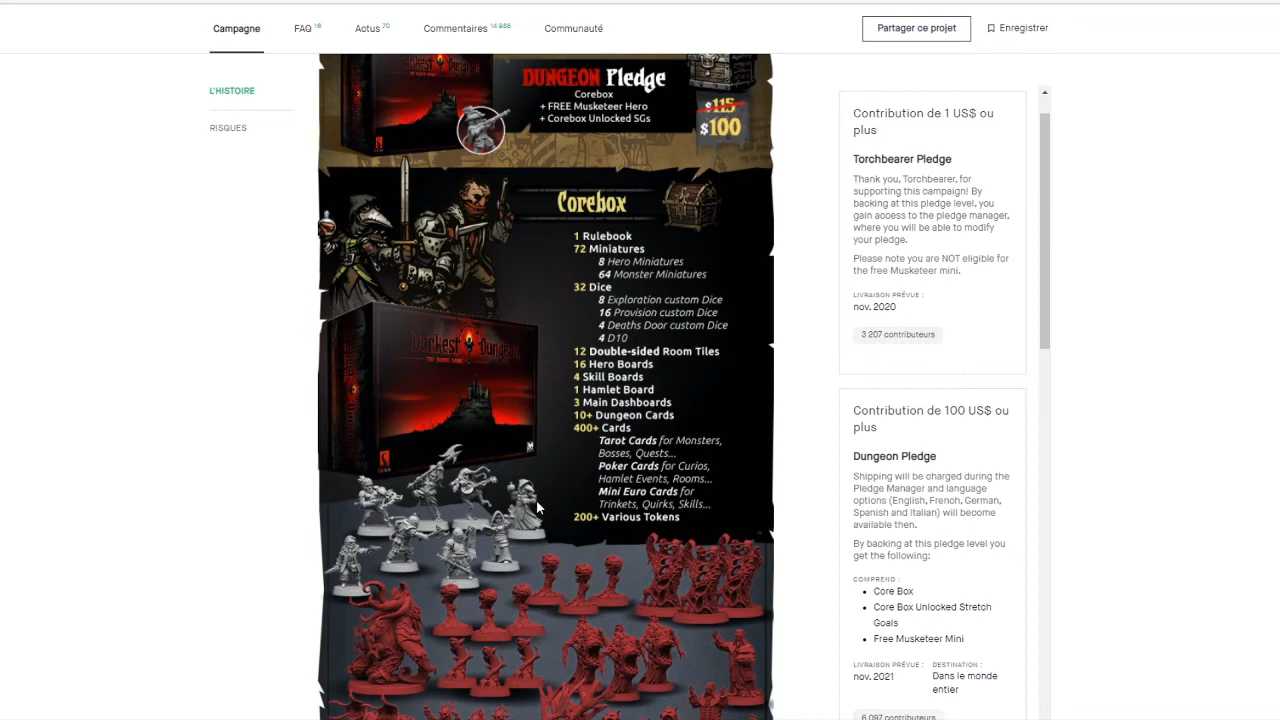 Campagne
FAQ 16
Actus 70
Commentaires 14 985
Communauté
Partager ce projet
Enregistrer
L'HISTOIRE
RISQUES
DUNGEON Pledge
Corebox
+ FREE Musketeer Hero
+ Corebox Unlocked SGs
$115
$100
Corebox
1 Rulebook
72 Miniatures
8 Hero Miniatures
64 Monster Miniatures
32 Dice
8 Exploration custom Dice
16 Provision custom Dice
4 Deaths Door custom Dice
4 D10
12 Double-sided Room Tiles
16 Hero Boards
4 Skill Boards
1 Hamlet Board
3 Main Dashboards
10+ Dungeon Cards
400+ Cards
Tarot Cards for Monsters,
Bosses, Quests...
Poker Cards for Curios,
Hamlet Events, Rooms...
Mini Euro Cards for
Trinkets, Quirks, Skills...
200+ Various Tokens
Darkest Dungeon
THE BOARD GAME
Contribution de 1 US$ ou
plus
Torchbearer Pledge
Thank you, Torchbearer, for
supporting this campaign! By
backing at this pledge level, you
gain access to the pledge manager,
where you will be able to modify
your pledge.
Please note you are NOT eligible for
the free Musketeer mini.
LIVRAISON PRÉVUE :
nov. 2020
3 207 contributeurs
Contribution de 100 US$ ou
plus
Dungeon Pledge
Shipping will be charged during the
Pledge Manager and language
options (English, French, German,
Spanish and Italian) will become
available then.
By backing at this pledge level you
get the following:
COMPREND :
Core Box
Core Box Unlocked Stretch
Goals
Free Musketeer Mini
LIVRAISON PRÉVUE :
nov. 2021
DESTINATION :
Dans le monde
entier
6 097 contributeurs